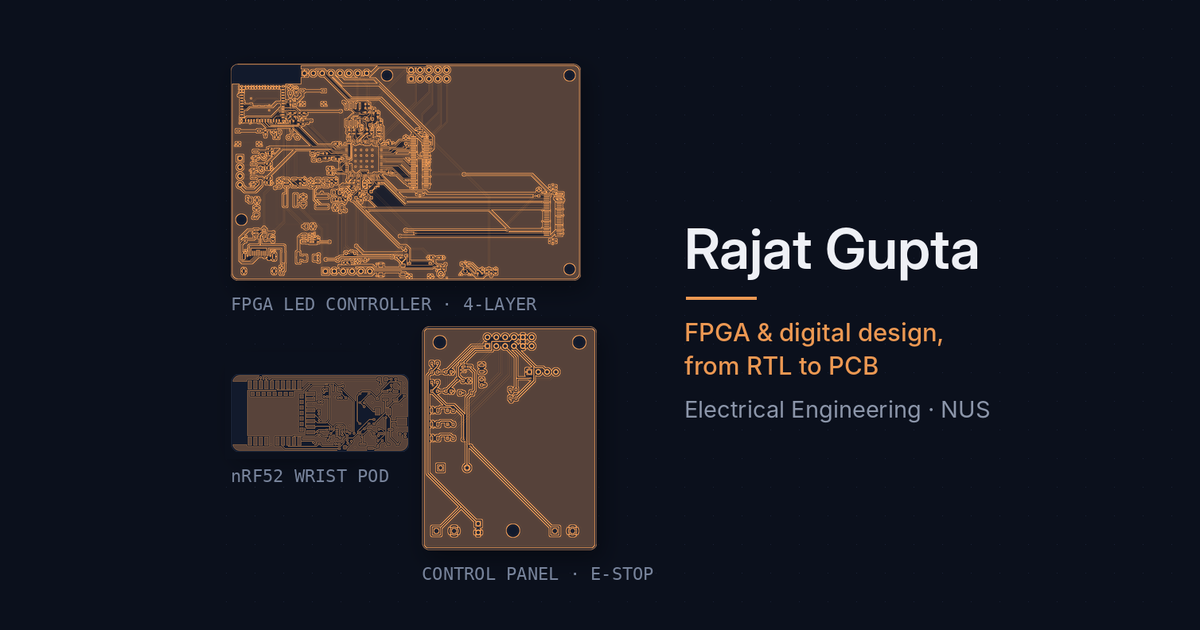 FPGA LED CONTROLLER · 4-LAYER
nRF52 WRIST POD
CONTROL PANEL · E-STOP
Rajat Gupta
FPGA & digital design,
from RTL to PCB
Electrical Engineering · NUS